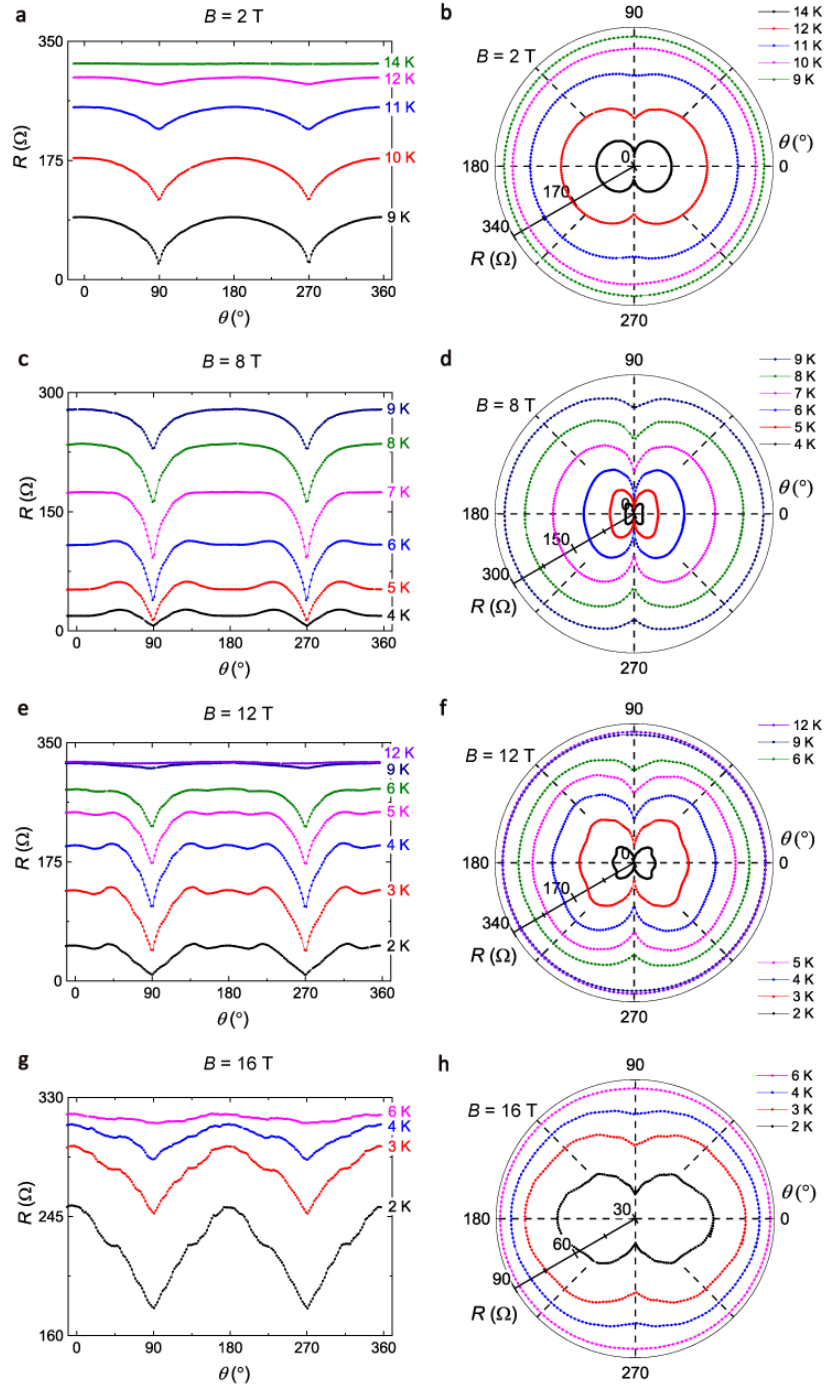 a
B = 2 T
350
175
0
R (Ω)
14 K
12 K
11 K
10 K
9 K
0 90 180 270 360
θ (°)
b
90
B = 2 T
14 K
12 K
11 K
10 K
9 K
180
0
θ (°)
0
170
340
R (Ω)
270
c
B = 8 T
300
150
0
R (Ω)
9 K
8 K
7 K
6 K
5 K
4 K
0 90 180 270 360
θ (°)
d
90
B = 8 T
9 K
8 K
7 K
6 K
5 K
4 K
180
0
θ (°)
0
150
300
R (Ω)
270
e
B = 12 T
350
175
0
R (Ω)
12 K
9 K
6 K
5 K
4 K
3 K
2 K
0 90 180 270 360
θ (°)
f
90
B = 12 T
12 K
9 K
6 K
180
0
θ (°)
0
170
340
R (Ω)
5 K
4 K
3 K
2 K
270
g
B = 16 T
330
245
160
R (Ω)
6 K
4 K
3 K
2 K
0 90 180 270 360
θ (°)
h
90
B = 16 T
6 K
4 K
3 K
2 K
180
0
θ (°)
30
60
90
R (Ω)
270